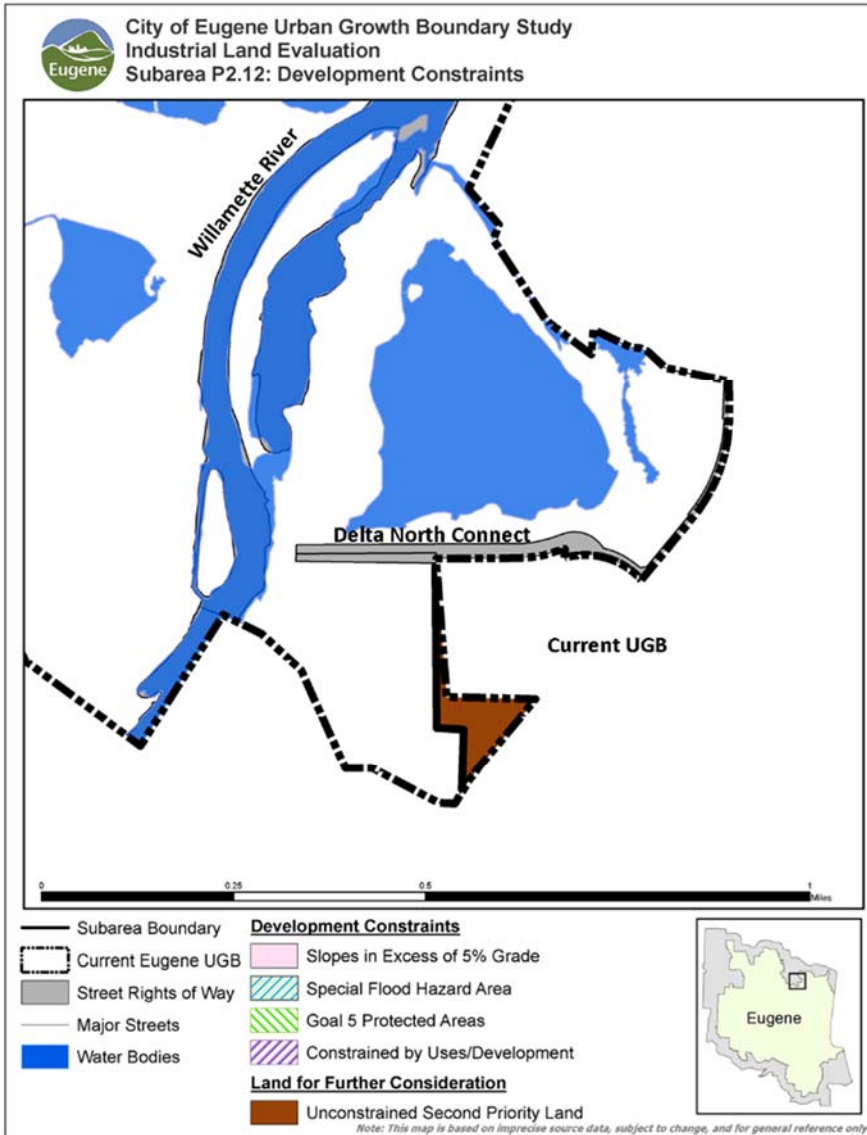 City of Eugene Urban Growth Boundary Study
Industrial Land Evaluation
Subarea P2.12: Development Constraints
Eugene
Willamette River
Delta North Connect
Current UGB
0 0.25 0.5 1
Miles
Subarea Boundary
Current Eugene UGB
Street Rights of Way
Major Streets
Water Bodies
Development Constraints
Slopes in Excess of 5% Grade
Special Flood Hazard Area
Goal 5 Protected Areas
Constrained by Uses/Development
Land for Further Consideration
Unconstrained Second Priority Land
Eugene
Note: This map is based on imprecise source data, subject to change, and for general reference only